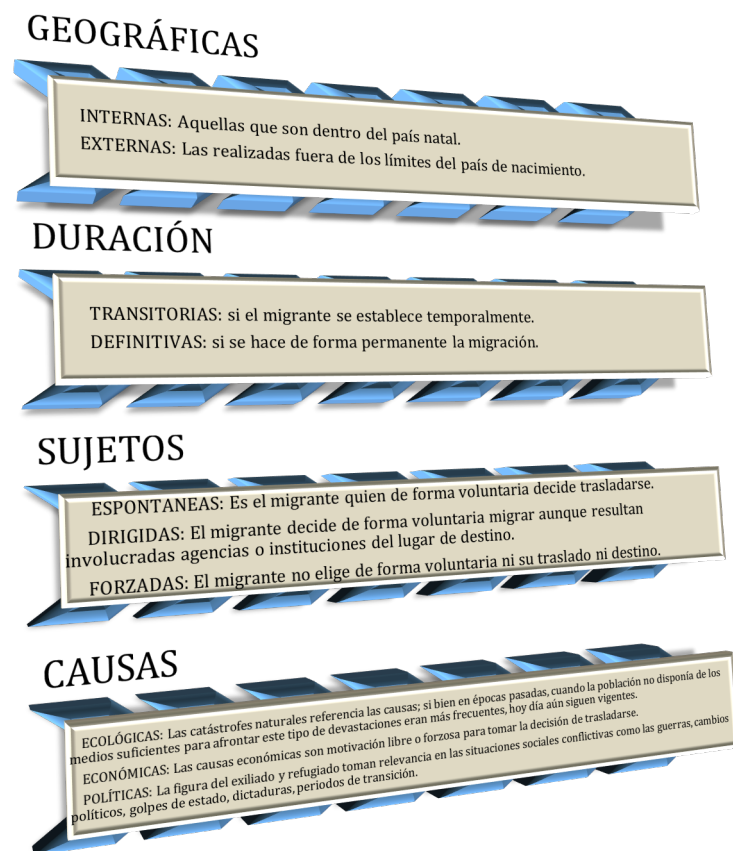 GEOGRÁFICAS
INTERNAS: Aquellas que son dentro del país natal.
EXTERNAS: Las realizadas fuera de los límites del país de nacimiento.
DURACIÓN
TRANSITORIAS: si el migrante se establece temporalmente.
DEFINITIVAS: si se hace de forma permanente la migración.
SUJETOS
ESPONTANEAS: Es el migrante quien de forma voluntaria decide trasladarse.
DIRIGIDAS: El migrante decide de forma voluntaria migrar aunque resultan
involucradas agencias o instituciones del lugar de destino.
FORZADAS: El migrante no elige de forma voluntaria ni su traslado ni destino.
CAUSAS
ECOLÓGICAS: Las catástrofes naturales referencia las causas; si bien en épocas pasadas, cuando la población no disponía de los
medios suficientes para afrontar este tipo de devastaciones eran más frecuentes, hoy día aún siguen vigentes.
ECONÓMICAS: Las causas económicas son motivación libre o forzosa para tomar la decisión de trasladarse.
POLÍTICAS: La figura del exiliado y refugiado toman relevancia en las situaciones sociales conflictivas como las guerras, cambios
políticos, golpes de estado, dictaduras, periodos de transición.